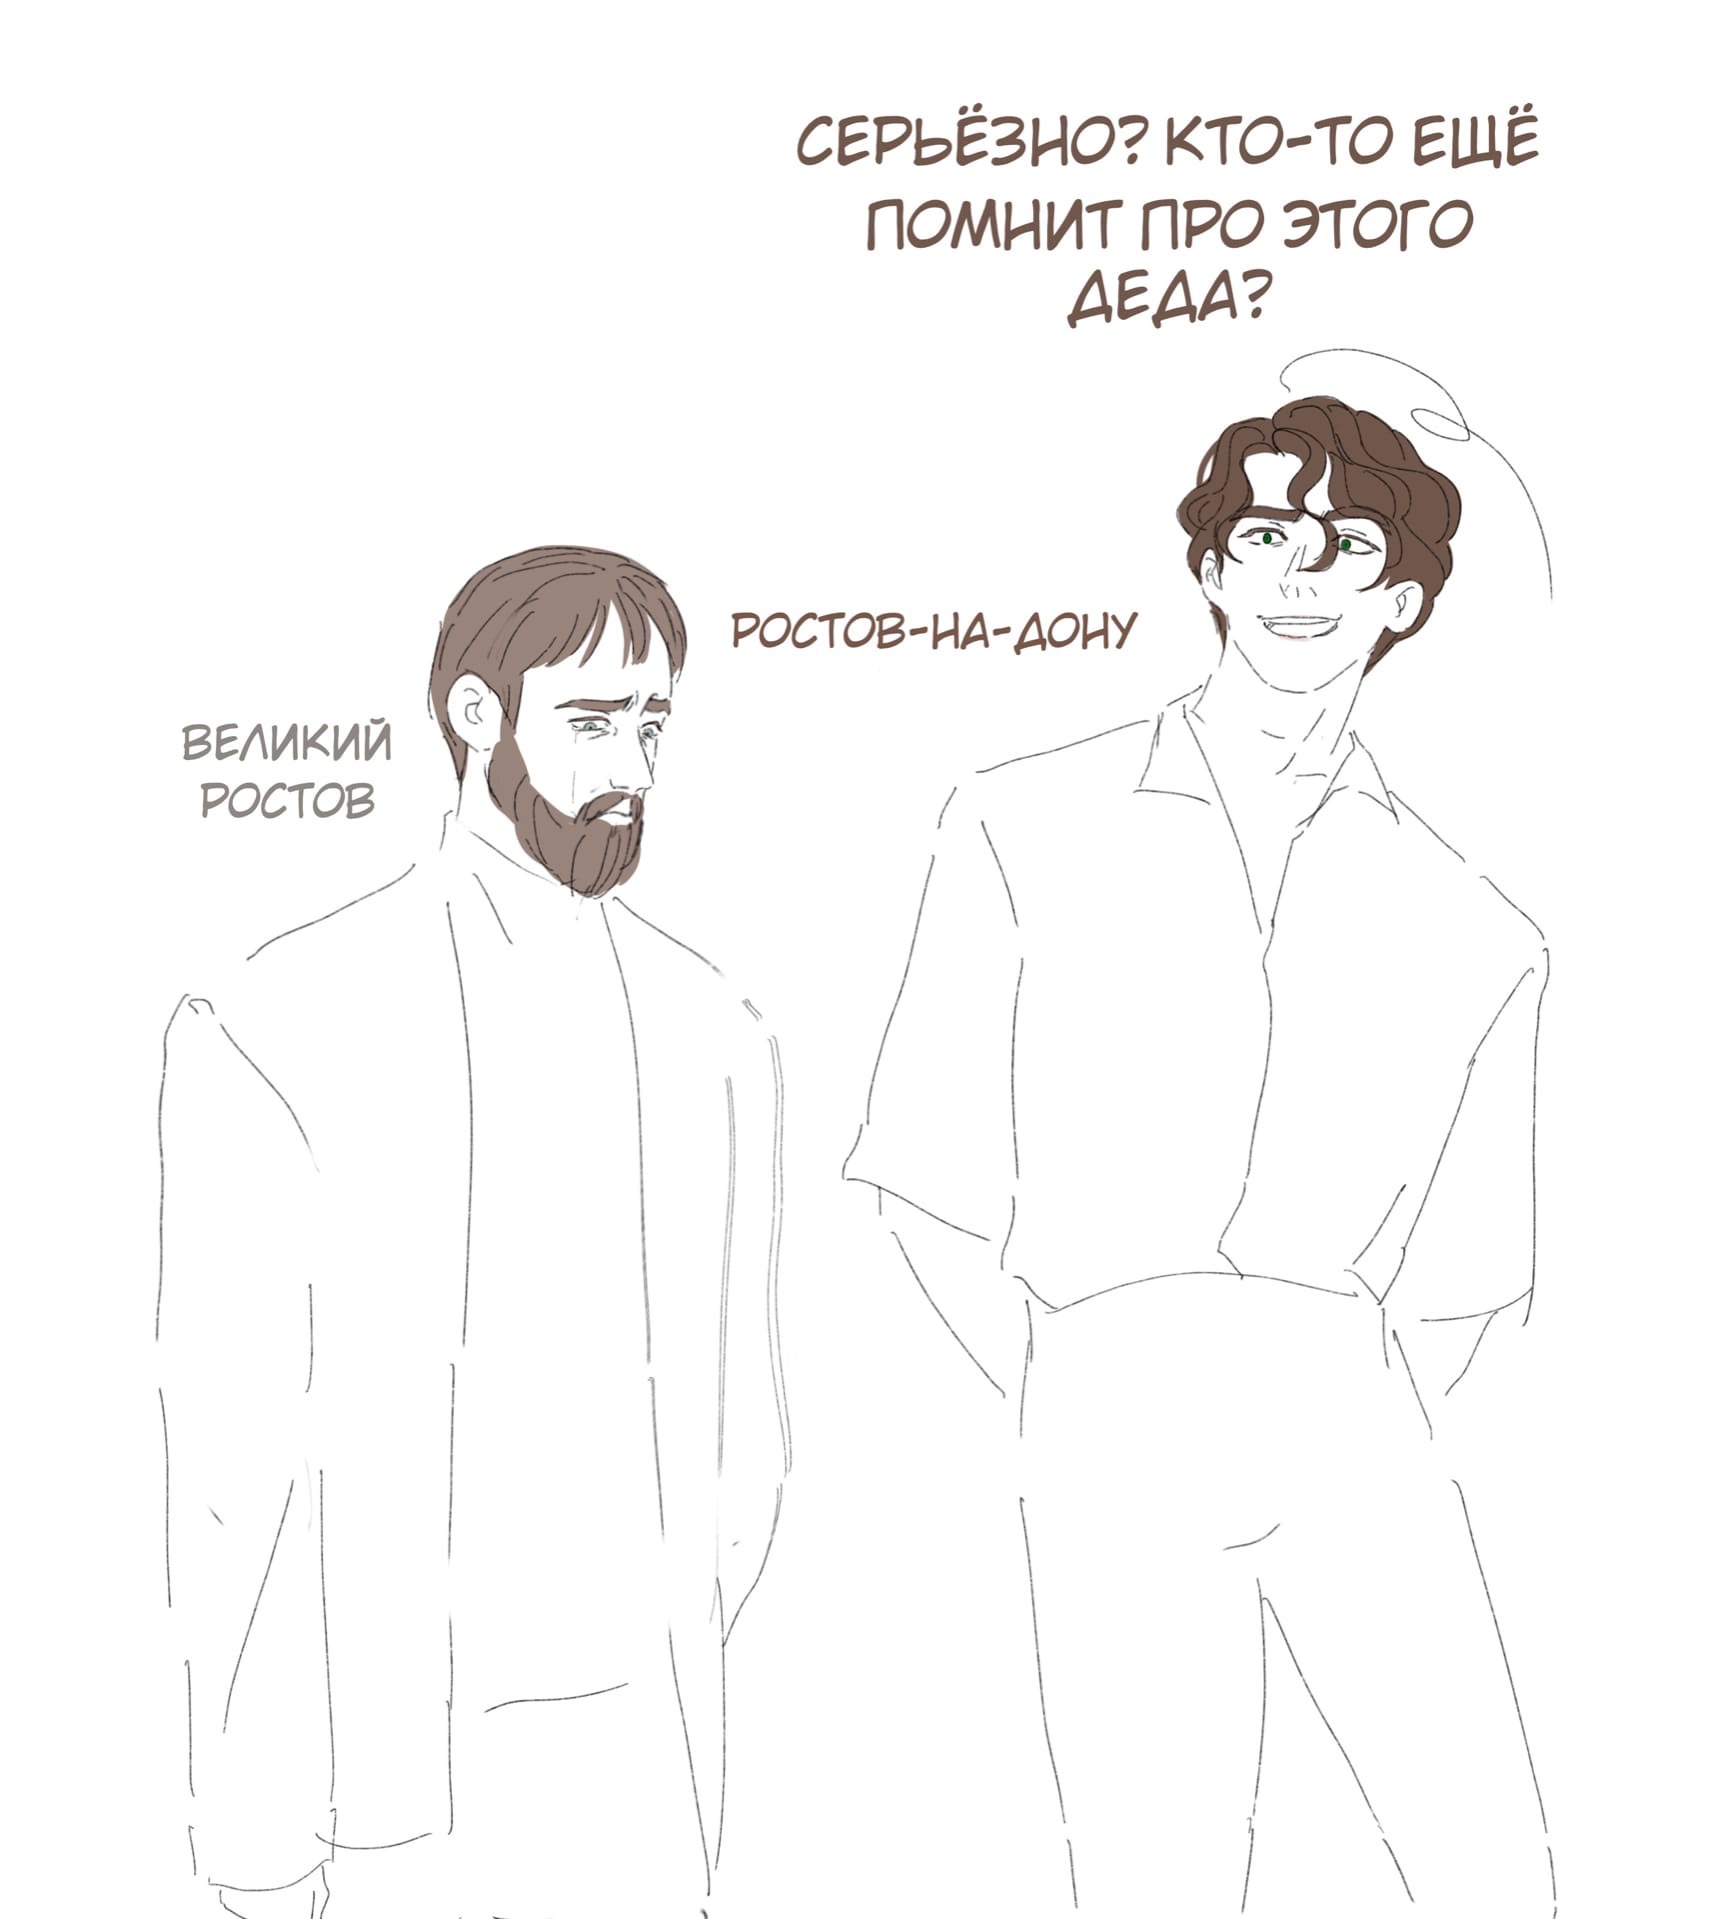 СЕРЬЁЗНО? КТО-ТО ЕЩЁ
ПОМНИТ ПРО ЭТОГО
ДЕДА?
РОСТОВ-НА-ДОНУ
ВЕЛИКИЙ
РОСТОВ